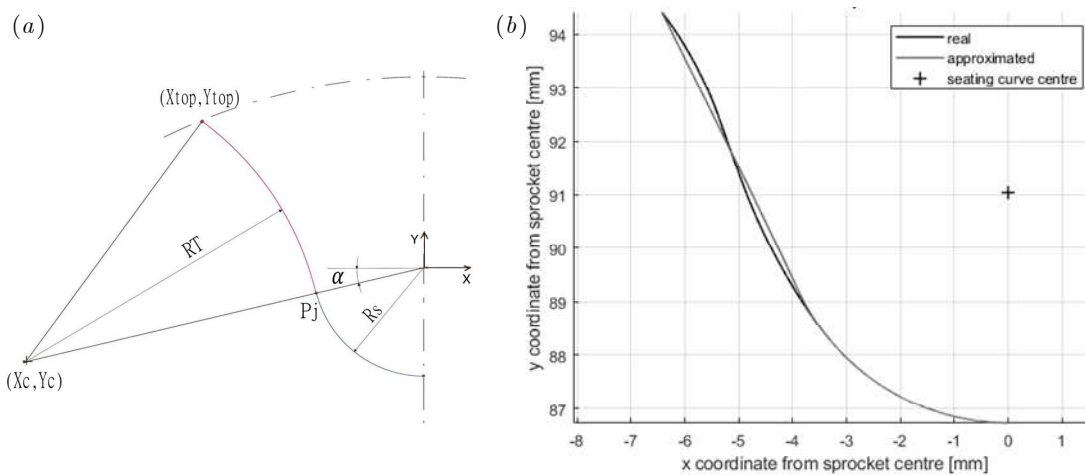 (a)
(Xtop,Ytop)
RT
Y
X
α
Pj
Rs
(Xc,Yc)
(b)
94
93
92
91
90
89
88
87
y coordinate from sprocket centre [mm]
real
approximated
seating curve centre
-8 -7 -6 -5 -4 -3 -2 -1 0 1
x coordinate from sprocket centre [mm]